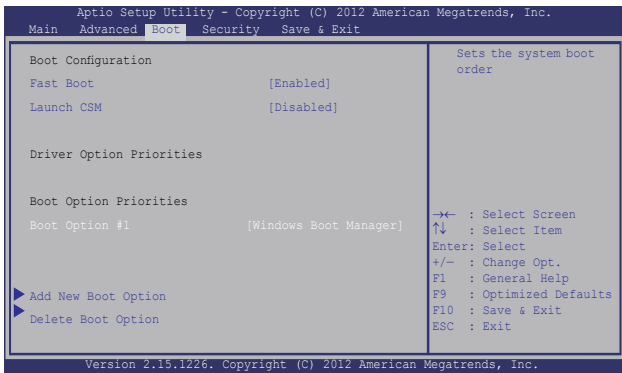 Aptio Setup Utility - Copyright (C) 2012 American Megatrends, Inc.
Main Advanced Boot Security Save & Exit
Boot Configuration
Fast Boot [Enabled]
Launch CSM [Disabled]
Driver Option Priorities
Boot Option Priorities
Boot Option #1 [Windows Boot Manager]
Add New Boot Option
Delete Boot Option
Sets the system boot
order
→← : Select Screen
↑↓ : Select Item
Enter: Select
+/— : Change Opt.
F1 : General Help
F9 : Optimized Defaults
F10 : Save & Exit
ESC : Exit
Version 2.15.1226. Copyright (C) 2012 American Megatrends, Inc.